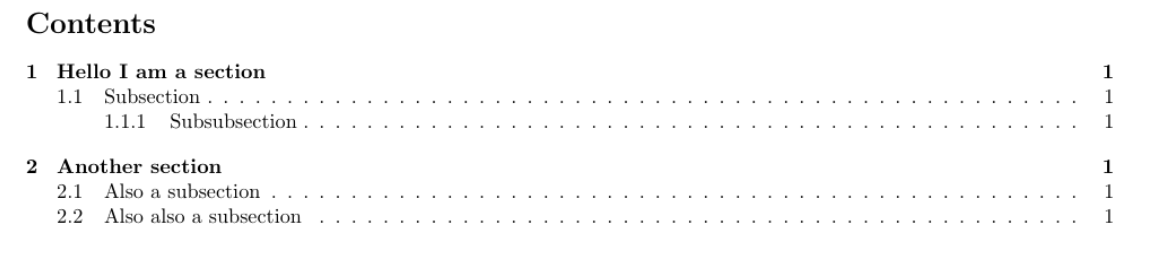 Contents
1 Hello I am a section 1
1.1 Subsection . . . . . . . . . . . . . . . . . . . . . . . . . . . . . . . . . . . . . . . . . . . . . . . . . . . . . . . 1
1.1.1 Subsubsection . . . . . . . . . . . . . . . . . . . . . . . . . . . . . . . . . . . . . . . . . . . . . . . . . 1
2 Another section 1
2.1 Also a subsection . . . . . . . . . . . . . . . . . . . . . . . . . . . . . . . . . . . . . . . . . . . . . . . . . . . 1
2.2 Also also a subsection . . . . . . . . . . . . . . . . . . . . . . . . . . . . . . . . . . . . . . . . . . . . . . . . 1